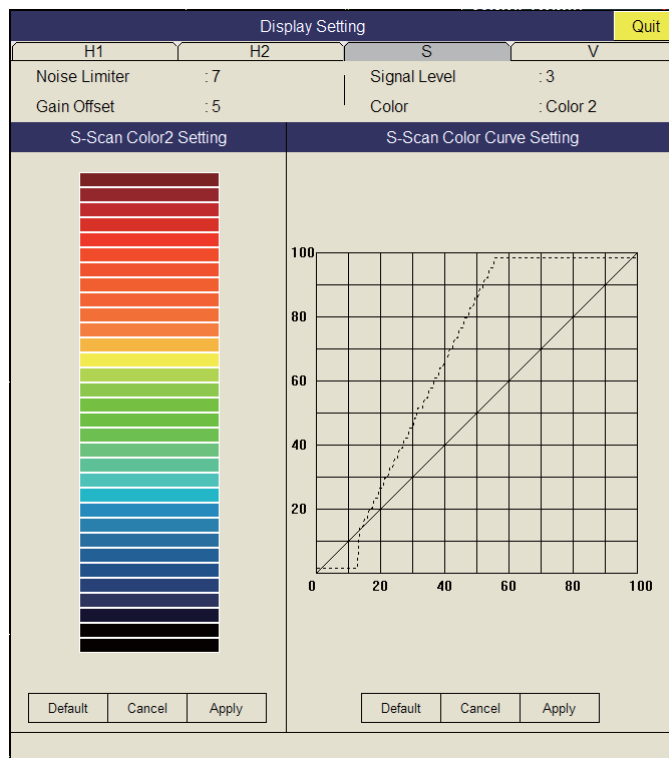 Display Setting Quit
H1 H2 S V
Noise Limiter : 7 Signal Level : 3
Gain Offset : 5 Color : Color 2
S-Scan Color2 Setting S-Scan Color Curve Setting
100
80
60
40
20
0 20 40 60 80 100
Default Cancel Apply Default Cancel Apply